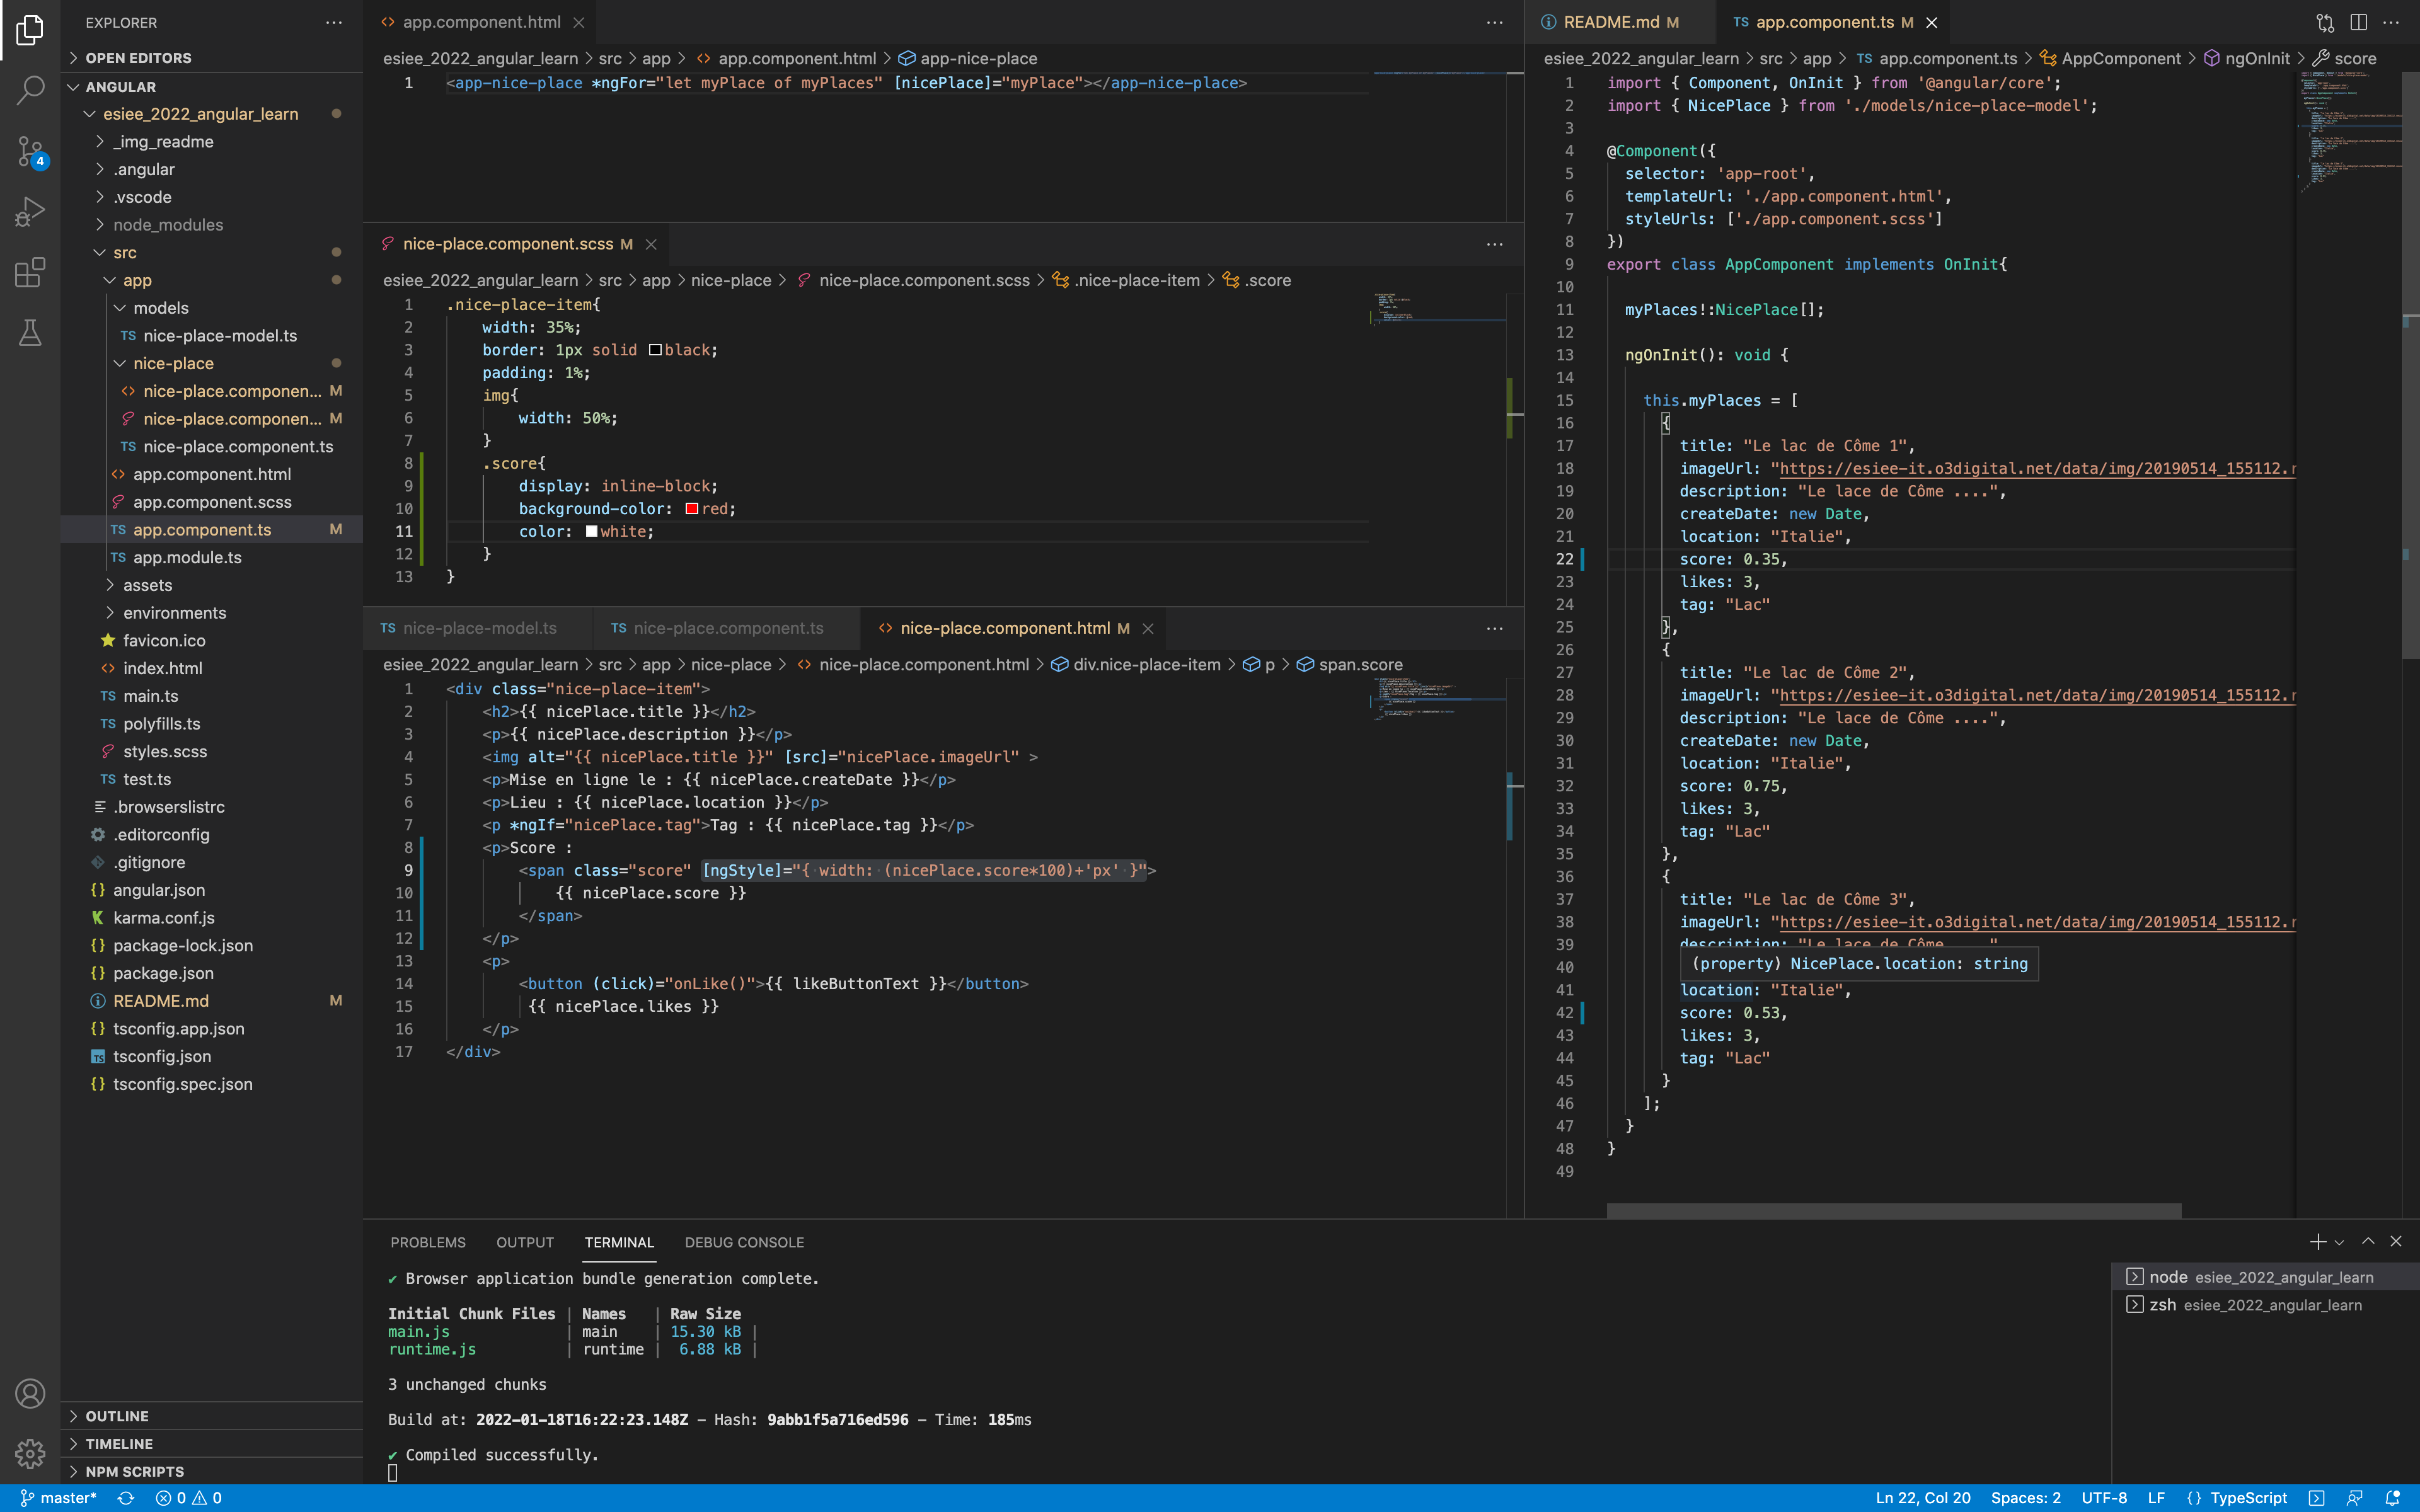 EXPLORER
OPEN EDITORS
ANGULAR
esiee_2022_angular_learn
_img_readme
.angular
.vscode
node_modules
src
app
models
TS nice-place-model.ts
nice-place
<> nice-place.componen... M
nice-place.componen... M
TS nice-place.component.ts
<> app.component.html
app.component.scss
TS app.component.ts M
TS app.module.ts
assets
environments
favicon.ico
<> index.html
TS main.ts
TS polyfills.ts
styles.scss
TS test.ts
.browserslistrc
.editorconfig
.gitignore
{} angular.json
K karma.conf.js
{} package-lock.json
{} package.json
README.md M
{} tsconfig.app.json
TS tsconfig.json
{} tsconfig.spec.json
OUTLINE
TIMELINE
NPM SCRIPTS
4
<> app.component.html
esiee_2022_angular_learn > src > app > <> app.component.html > app-nice-place
1 <app-nice-place *ngFor="let myPlace of myPlaces" [nicePlace]="myPlace"></app-nice-place>
nice-place.component.scss M
esiee_2022_angular_learn > src > app > nice-place > nice-place.component.scss > .nice-place-item > .score
1 .nice-place-item{
2 width: 35%;
3 border: 1px solid black;
4 padding: 1%;
5 img{
6 width: 50%;
7 }
8 .score{
9 display: inline-block;
10 background-color: red;
11 color: white;
12 }
13 }
TS nice-place-model.ts TS nice-place.component.ts <> nice-place.component.html M
esiee_2022_angular_learn > src > app > nice-place > <> nice-place.component.html > div.nice-place-item > p > span.score
1 <div class="nice-place-item">
2 <h2>{{ nicePlace.title }}</h2>
3 <p>{{ nicePlace.description }}</p>
4 <img alt="{{ nicePlace.title }}" [src]="nicePlace.imageUrl" >
5 <p>Mise en ligne le : {{ nicePlace.createDate }}</p>
6 <p>Lieu : {{ nicePlace.location }}</p>
7 <p *ngIf="nicePlace.tag">Tag : {{ nicePlace.tag }}</p>
8 <p>Score :
9 <span class="score" [ngStyle]="{ width: (nicePlace.score*100)+'px' }">
10 {{ nicePlace.score }}
11 </span>
12 </p>
13 <p>
14 <button (click)="onLike()">{{ likeButtonText }}</button>
15 {{ nicePlace.likes }}
16 </p>
17 </div>
README.md M TS app.component.ts M
esiee_2022_angular_learn > src > app > TS app.component.ts > AppComponent > ngOnInit > score
1 import { Component, OnInit } from '@angular/core';
2 import { NicePlace } from './models/nice-place-model';
3
4 @Component({
5 selector: 'app-root',
6 templateUrl: './app.component.html',
7 styleUrls: ['./app.component.scss']
8 })
9 export class AppComponent implements OnInit{
10
11 myPlaces!:NicePlace[];
12
13 ngOnInit(): void {
14
15 this.myPlaces = [
16 {
17 title: "Le lac de Côme 1",
18 imageUrl: "https://esiee-it.o3digital.net/data/img/20190514_155112.r
19 description: "Le lace de Côme ....",
20 createDate: new Date,
21 location: "Italie",
22 score: 0.35,
23 likes: 3,
24 tag: "Lac"
25 },
26 {
27 title: "Le lac de Côme 2",
28 imageUrl: "https://esiee-it.o3digital.net/data/img/20190514_155112.r
29 description: "Le lace de Côme ....",
30 createDate: new Date,
31 location: "Italie",
32 score: 0.75,
33 likes: 3,
34 tag: "Lac"
35 },
36 {
37 title: "Le lac de Côme 3",
38 imageUrl: "https://esiee-it.o3digital.net/data/img/20190514_155112.r
39 description: "Le lace de Côme ....",
40 (property) NicePlace.location: string
41 location: "Italie",
42 score: 0.53,
43 likes: 3,
44 tag: "Lac"
45 }
46 ];
47 }
48 }
49
PROBLEMS OUTPUT TERMINAL DEBUG CONSOLE
✔ Browser application bundle generation complete.
Initial Chunk Files | Names | Raw Size
main.js | main | 15.30 kB |
runtime.js | runtime | 6.88 kB |
3 unchanged chunks
Build at: 2022-01-18T16:22:23.148Z - Hash: 9abb1f5a716ed596 - Time: 185ms
✔ Compiled successfully.
node esiee_2022_angular_learn
zsh esiee_2022_angular_learn
master* 0 0 Ln 22, Col 20 Spaces: 2 UTF-8 LF {} TypeScript